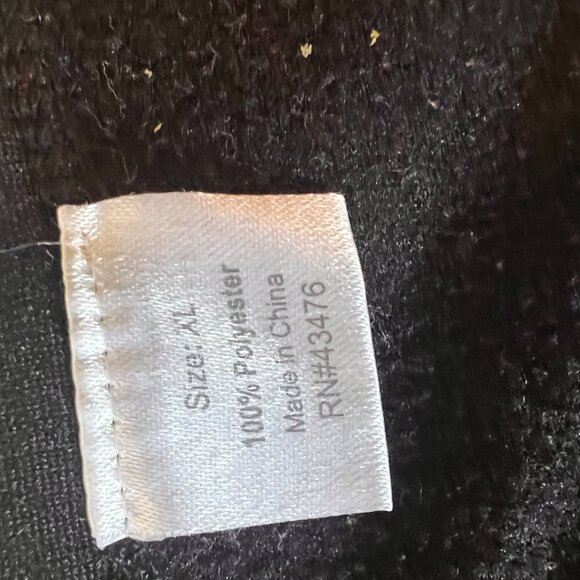 Size: XL
100% Polyester
Made in China
RN#43476